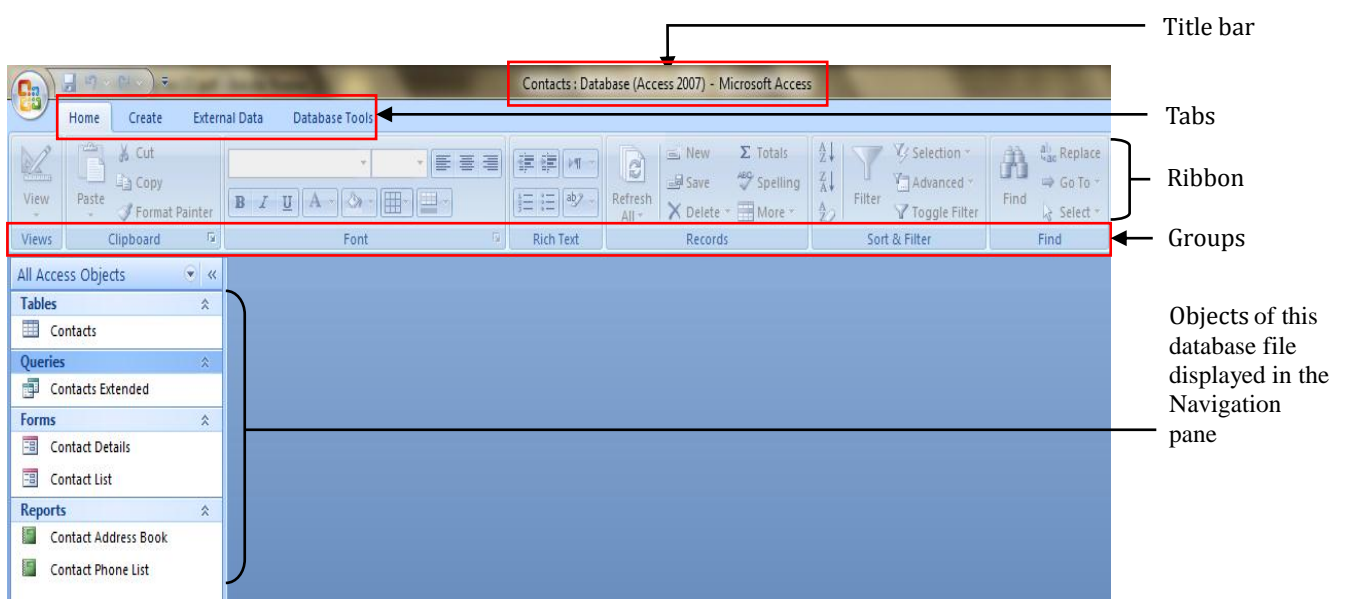 Title bar
Contacts : Database (Access 2007) - Microsoft Access
Home Create External Data Database Tools
Tabs
View
Paste
Cut
Copy
Format Painter
B I U A
ab
Refresh
All
New
Save
Delete
Σ Totals
Spelling
More
Filter
Selection
Advanced
Toggle Filter
Find
Replace
Go To
Select
Ribbon
Views Clipboard Font Rich Text Records Sort & Filter Find
Groups
All Access Objects
Tables
Contacts
Queries
Contacts Extended
Forms
Contact Details
Contact List
Reports
Contact Address Book
Contact Phone List
Objects of this
database file
displayed in the
Navigation
pane